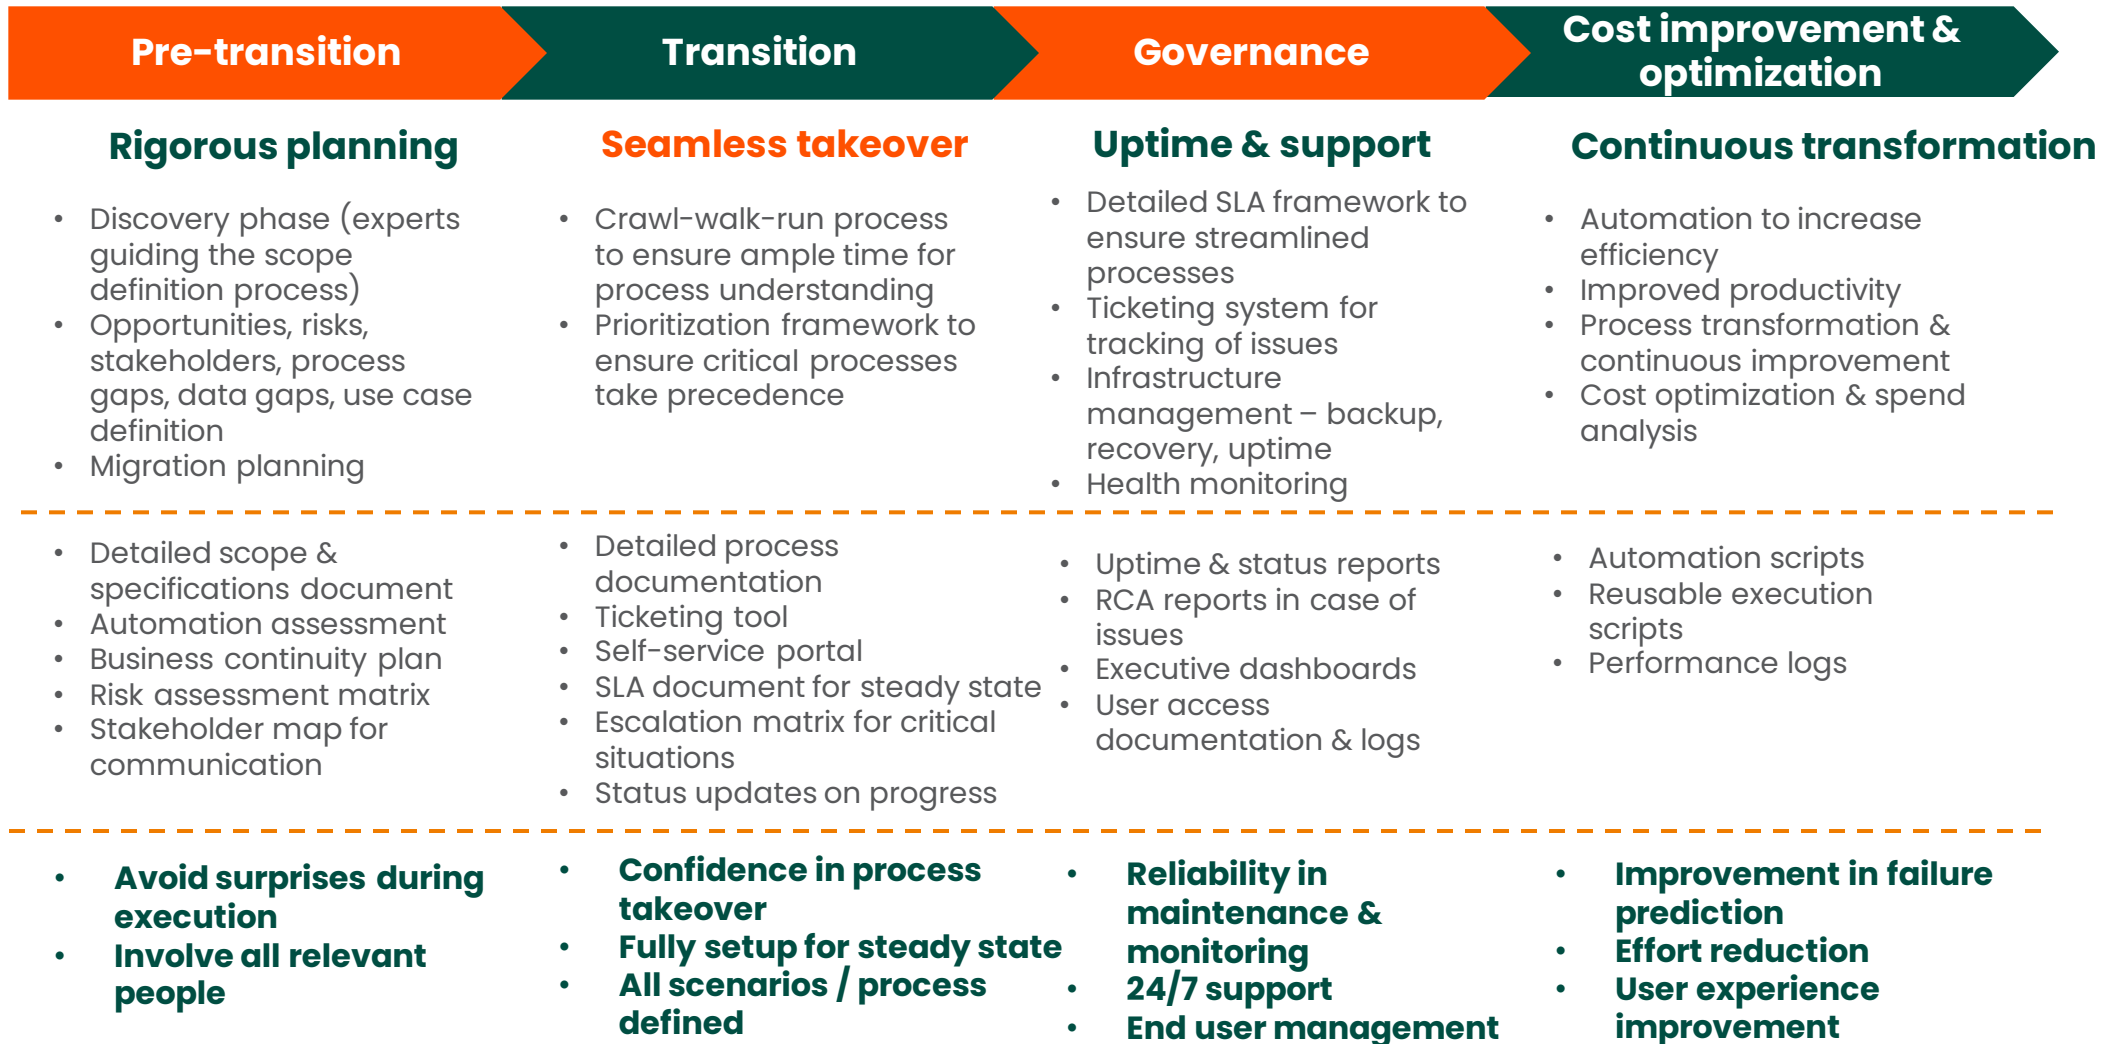 Pre-transition
Transition
Governance
Cost improvement &
optimization
Rigorous planning
• Discovery phase (experts
guiding the scope
definition process)
• Opportunities, risks,
stakeholders, process
gaps, data gaps, use case
definition
• Migration planning
Seamless takeover
• Crawl-walk-run process
to ensure ample time for
process understanding
• Prioritization framework to
ensure critical processes
take precedence
Uptime & support
• Detailed SLA framework to
ensure streamlined
processes
• Ticketing system for
tracking of issues
• Infrastructure
management – backup,
recovery, uptime
• Health monitoring
Continuous transformation
• Automation to increase
efficiency
• Improved productivity
• Process transformation &
continuous improvement
• Cost optimization & spend
analysis
• Detailed scope &
specifications document
• Automation assessment
• Business continuity plan
• Risk assessment matrix
• Stakeholder map for
communication
• Detailed process
documentation
• Ticketing tool
• Self-service portal
• SLA document for steady state
• Escalation matrix for critical
situations
• Status updates on progress
• Uptime & status reports
• RCA reports in case of
issues
• Executive dashboards
• User access
documentation & logs
• Automation scripts
• Reusable execution
scripts
• Performance logs
• Avoid surprises during
execution
• Involve all relevant
people
• Confidence in process
takeover
• Fully setup for steady state
• All scenarios / process
defined
• Reliability in
maintenance &
monitoring
• 24/7 support
• End user management
• Improvement in failure
prediction
• Effort reduction
• User experience
improvement